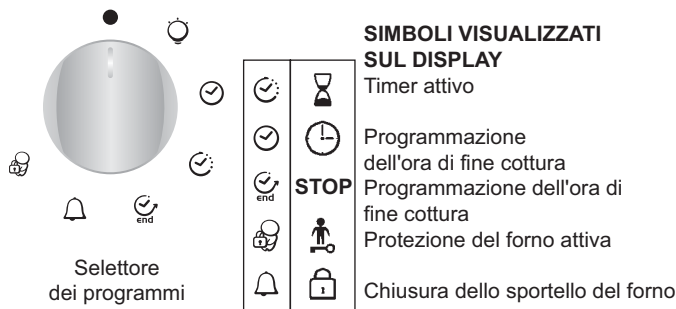 SIMBOLI VISUALIZZATI
SUL DISPLAY
Timer attivo
Programmazione
dell'ora di fine cottura
STOP
Programmazione dell'ora di
fine cottura
Protezione del forno attiva
Chiusura dello sportello del forno
end
end
Selettore
dei programmi